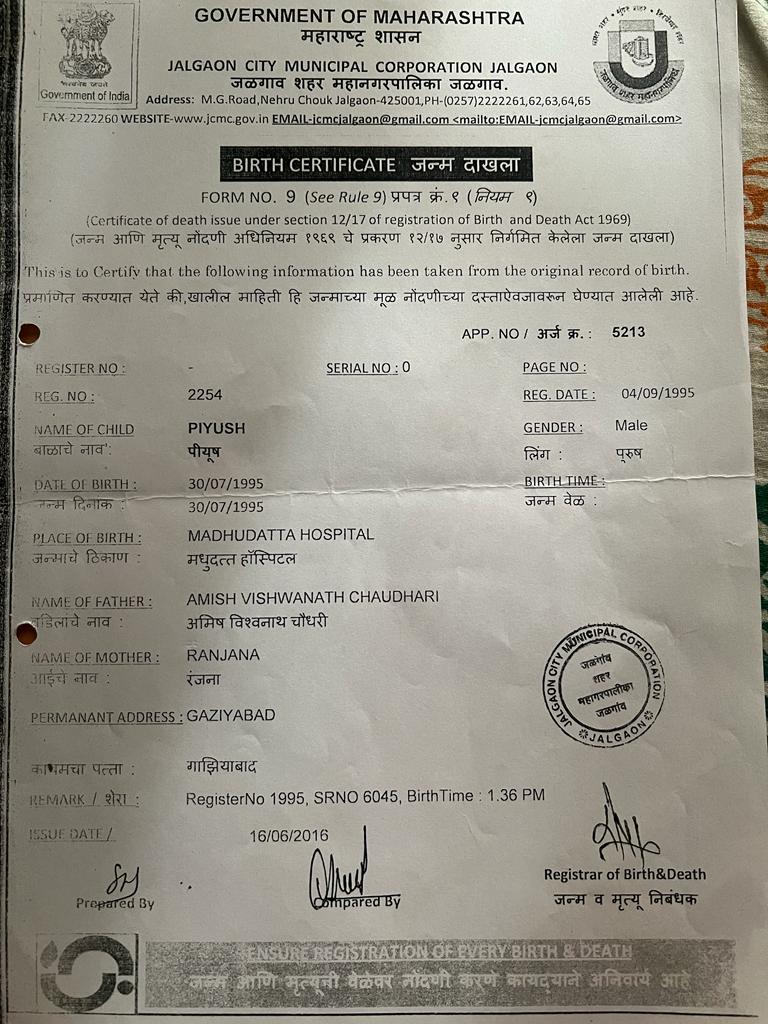 GOVERNMENT OF MAHARASHTRA
महाराष्ट्र शासन
Government of India
JALGAON CITY MUNICIPAL CORPORATION JALGAON
जळगाव शहर महानगरपालिका जळगाव.
Address: M.G.Road,Nehru Chouk Jalgaon-425001,PH-(0257)2222261,62,63,64,65
FAX-2222260 WEBSITE-www.jcmc.gov.in EMAIL-jcmcjalgaon@gmail.com <mailto:EMAIL-jcmcjalgaon@gmail.com>
BIRTH CERTIFICATE जन्म दाखला
FORM NO. 9 (See Rule 9) प्रपत्र क्रं.९ (नियम ९)
(Certificate of death issue under section 12/17 of registration of Birth and Death Act 1969)
(जन्म आणि मृत्यू नोंदणी अधिनियम १९६९ चे प्रकरण १२/१७ नुसार निर्गमित केलेला जन्म दाखला)
This is to Certify that the following information has been taken from the original record of birth.
प्रमाणित करण्यात येते की,खालील माहिती हि जन्माच्या मूळ नोंदणीच्या दस्ताऐवजावरून घेण्यात आलेली आहे.
APP. NO / अर्ज क्र. : 5213
REGISTER NO : - SERIAL NO : 0 PAGE NO :
REG. NO : 2254 REG. DATE : 04/09/1995
NAME OF CHILD PIYUSH GENDER : Male
बाळाचे नाव : पीयूष लिंग : पुरुष
DATE OF BIRTH : 30/07/1995 BIRTH TIME :
जन्म दिनांक : 30/07/1995 जन्म वेळ :
PLACE OF BIRTH : MADHUDATTA HOSPITAL
जन्माचे ठिकाण : मधुदत्त हॉस्पिटल
NAME OF FATHER : AMISH VISHWANATH CHAUDHARI
वडिलांचे नाव : अमिष विश्वनाथ चौधरी
NAME OF MOTHER : RANJANA
आईचे नाव : रंजना
JALGAON CITY MUNICIPAL CORPORATION
जळगांव
शहर
महागरपालीका
जळगांव
JALGAON
PERMANANT ADDRESS : GAZIYABAD
कायमचा पत्ता : गाझियाबाद
REMARK / शेरा : RegisterNo 1995, SRNO 6045, BirthTime : 1.36 PM
ISSUE DATE / 16/06/2016
Prepared By Compared By Registrar of Birth&Death
जन्म व मृत्यू निबंधक
ENSURE REGISTRATION OF EVERY BIRTH & DEATH
जन्म आणि मृत्यूची वेळेवर नोंदणी करणे कायद्याने अनिवार्य आहे